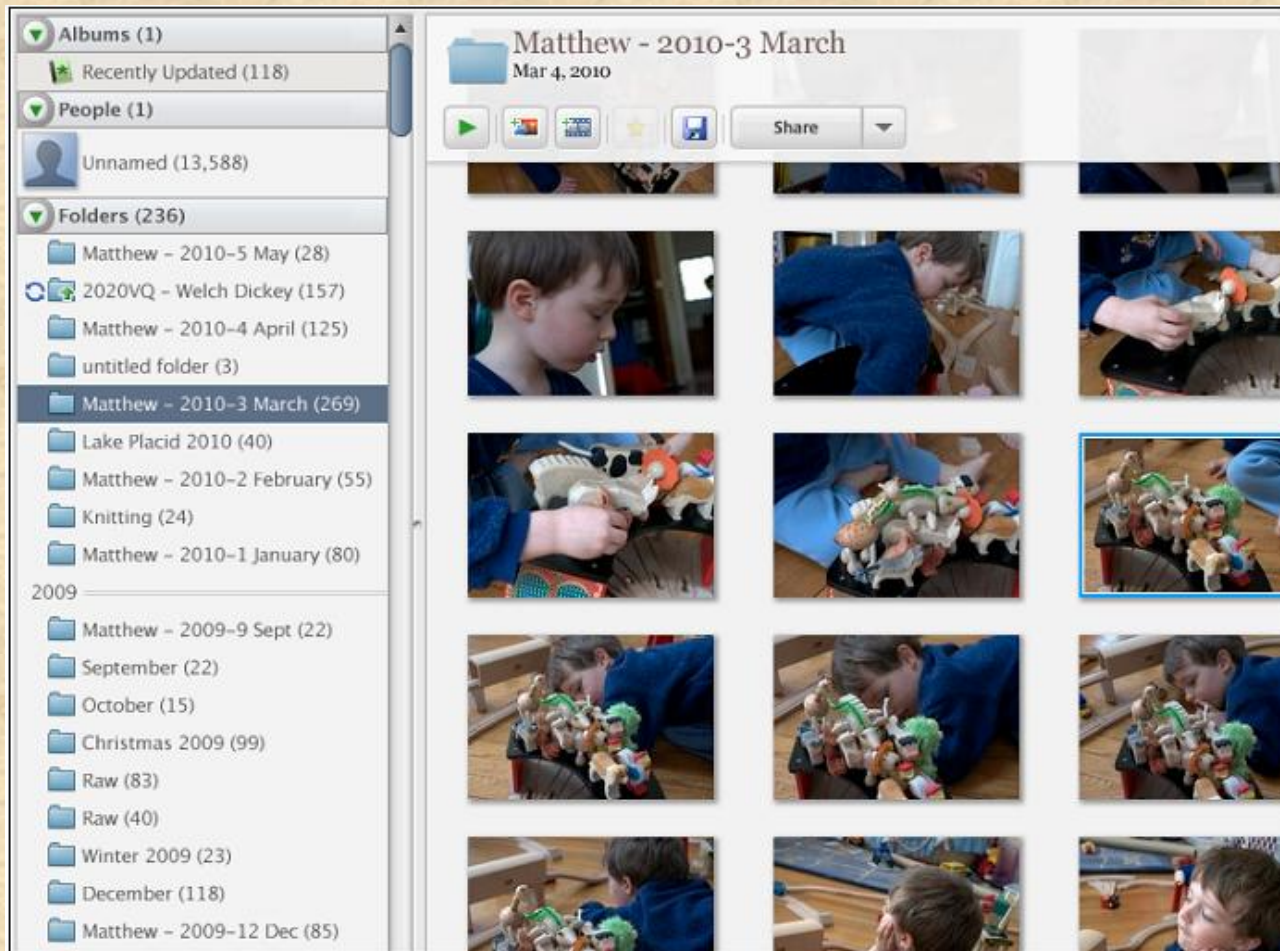 Albums (1)
Recently Updated (118)
People (1)
Unnamed (13,588)
Folders (236)
Matthew - 2010-5 May (28)
2020VQ - Welch Dickey (157)
Matthew - 2010-4 April (125)
untitled folder (3)
Matthew - 2010-3 March (269)
Lake Placid 2010 (40)
Matthew - 2010-2 February (55)
Knitting (24)
Matthew - 2010-1 January (80)
2009
Matthew - 2009-9 Sept (22)
September (22)
October (15)
Christmas 2009 (99)
Raw (83)
Raw (40)
Winter 2009 (23)
December (118)
Matthew - 2009-12 Dec (85)
Matthew - 2010-3 March
Mar 4, 2010
Share